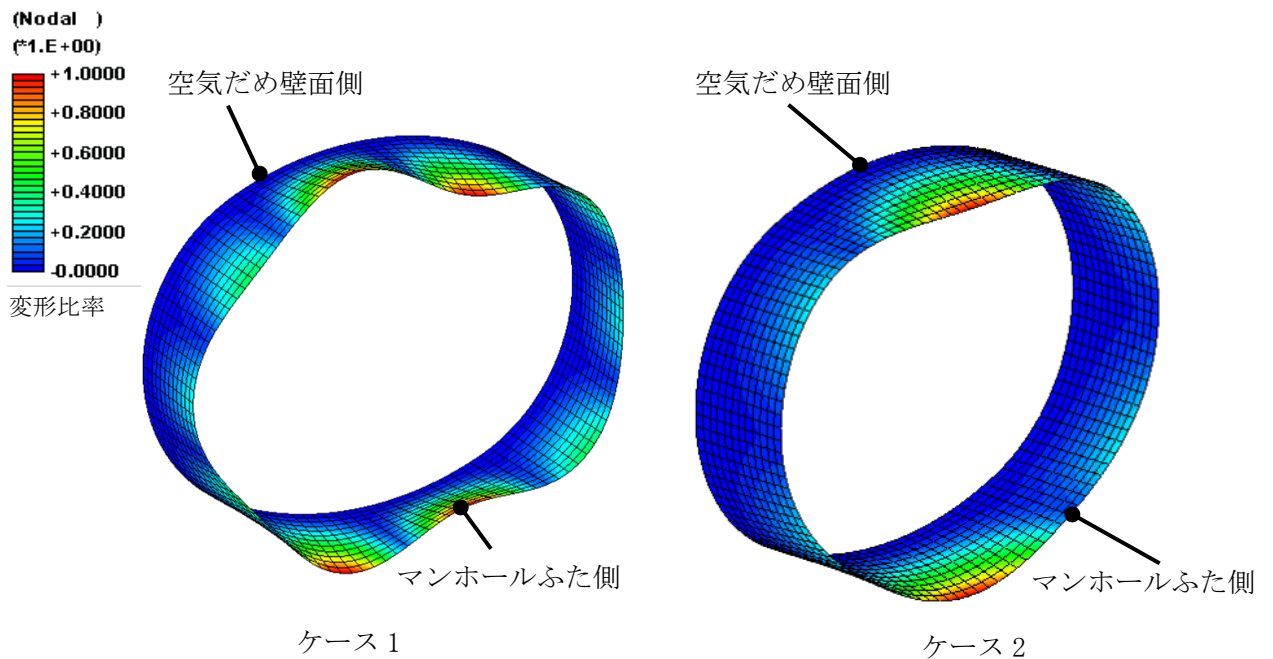 (Nodal )
(*1.E+00)
+1.0000
+0.8000
+0.6000
+0.4000
+0.2000
-0.0000
変形比率
空気だめ壁面側
マンホールふた側
ケース1
空気だめ壁面側
マンホールふた側
ケース2